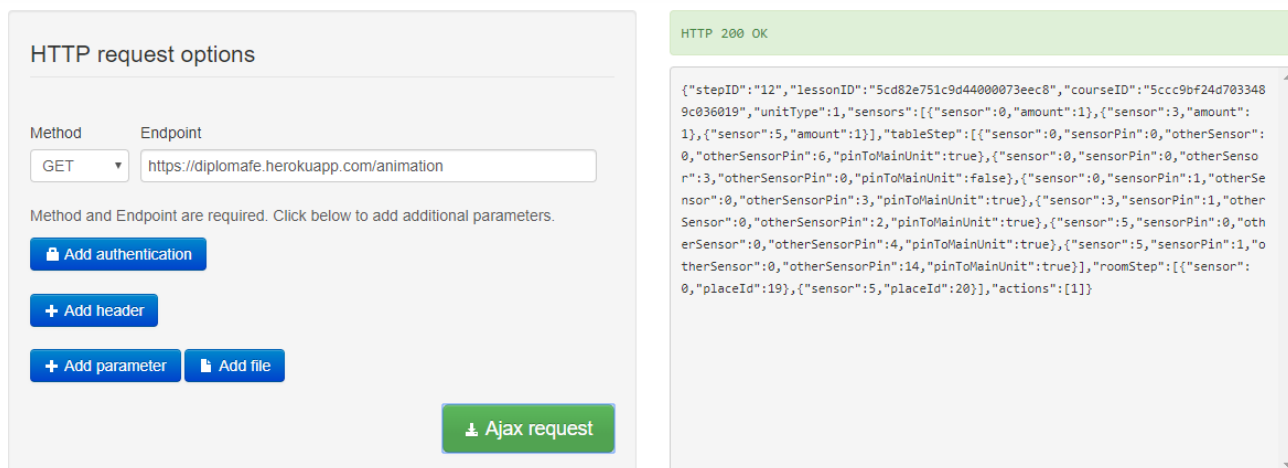 HTTP request options
Method Endpoint
GET https://diplomafe.herokuapp.com/animation
Method and Endpoint are required. Click below to add additional parameters.
Add authentication
Add header
Add parameter Add file
Ajax request
HTTP 200 OK
{"stepID":"12","lessonID":"5cd82e751c9d44000073eec8","courseID":"5ccc9bf24d703348
9c036019","unitType":1,"sensors":[{"sensor":0,"amount":1},{"sensor":3,"amount":
1},{"sensor":5,"amount":1}],"tableStep":[{"sensor":0,"sensorPin":0,"otherSensor":
0,"otherSensorPin":6,"pinToMainUnit":true},{"sensor":0,"sensorPin":0,"otherSenso
r":3,"otherSensorPin":0,"pinToMainUnit":false},{"sensor":0,"sensorPin":1,"otherSe
nsor":0,"otherSensorPin":3,"pinToMainUnit":true},{"sensor":3,"sensorPin":1,"other
Sensor":0,"otherSensorPin":2,"pinToMainUnit":true},{"sensor":5,"sensorPin":0,"oth
erSensor":0,"otherSensorPin":4,"pinToMainUnit":true},{"sensor":5,"sensorPin":1,"o
therSensor":0,"otherSensorPin":14,"pinToMainUnit":true}],"roomStep":[{"sensor":
0,"placeId":19},{"sensor":5,"placeId":20}],"actions":[1]}